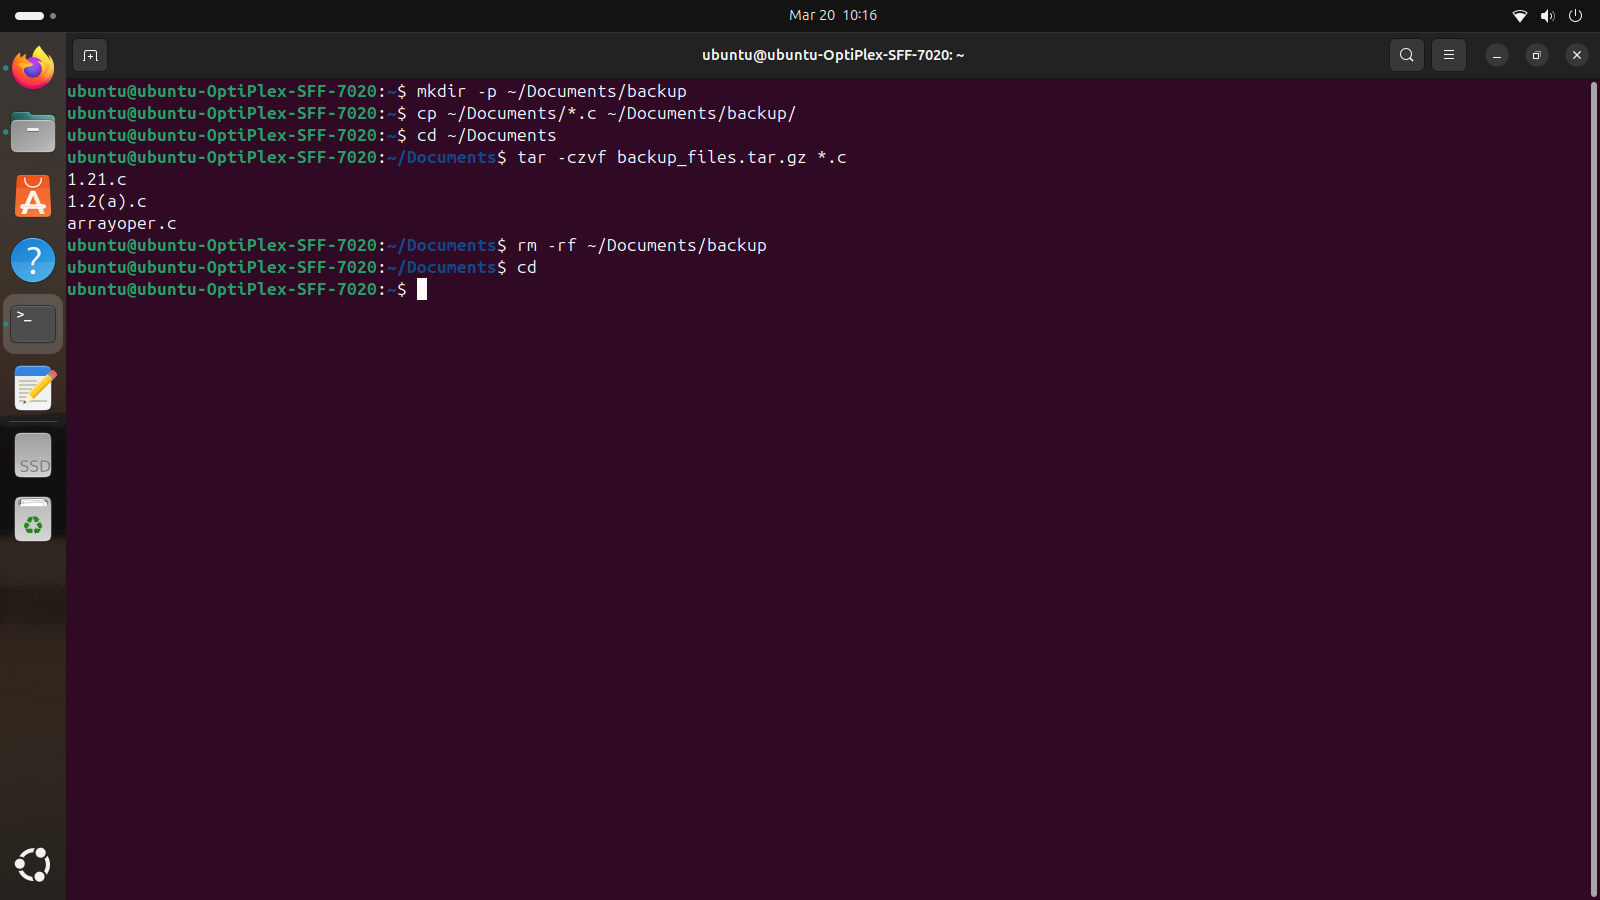 Mar 20 10:16
ubuntu@ubuntu-OptiPlex-SFF-7020: ~
ubuntu@ubuntu-OptiPlex-SFF-7020:~$ mkdir -p ~/Documents/backup
ubuntu@ubuntu-OptiPlex-SFF-7020:~$ cp ~/Documents/*.c ~/Documents/backup/
ubuntu@ubuntu-OptiPlex-SFF-7020:~$ cd ~/Documents
ubuntu@ubuntu-OptiPlex-SFF-7020:~/Documents$ tar -czvf backup_files.tar.gz *.c
1.21.c
1.2(a).c
arrayoper.c
ubuntu@ubuntu-OptiPlex-SFF-7020:~/Documents$ rm -rf ~/Documents/backup
ubuntu@ubuntu-OptiPlex-SFF-7020:~/Documents$ cd
ubuntu@ubuntu-OptiPlex-SFF-7020:~$
SSD